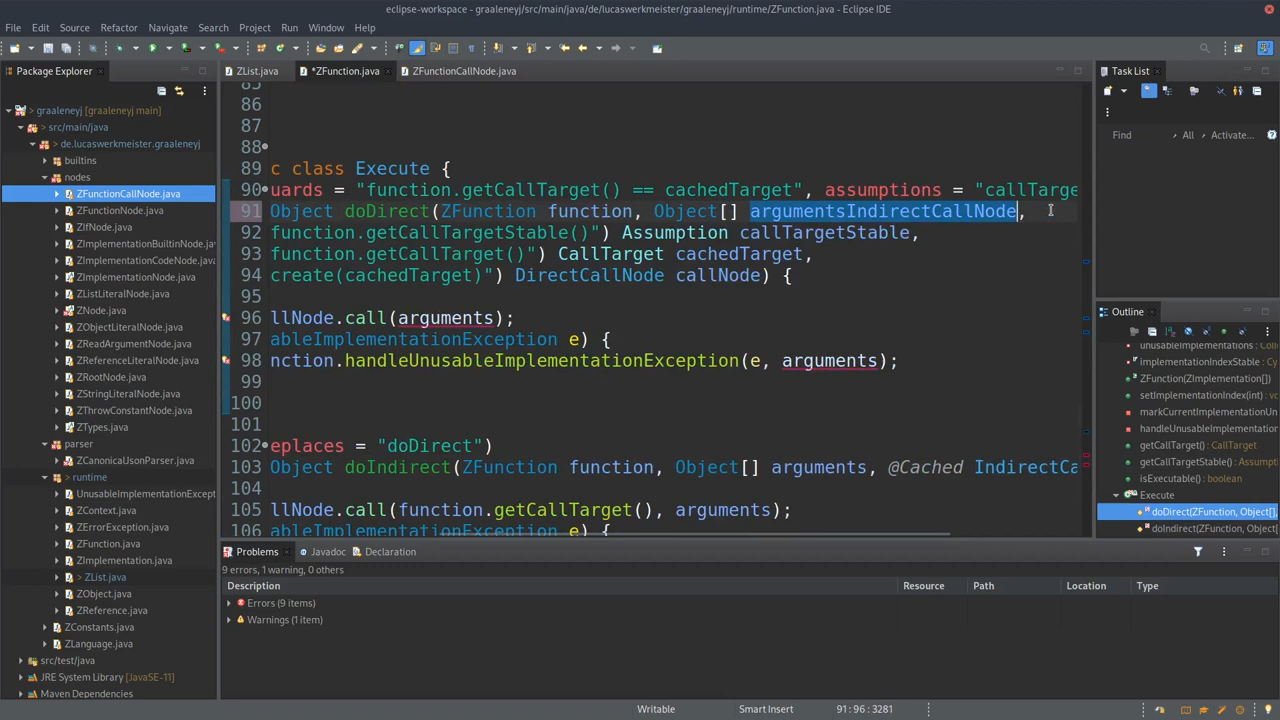 eclipse-workspace - graaleneyj/src/main/java/de/lucaswerkmeister/graaleneyj/runtime/ZFunction.java - Eclipse IDE
File Edit Source Refactor Navigate Search Project Run Window Help
Package Explorer
> graaleneyj [graaleneyj main]
> src/main/java
> de.lucaswerkmeister.graaleneyj
builtins
nodes
ZFunctionCallNode.java
ZFunctionNode.java
ZIfNode.java
ZImplementationBuiltinNode.java
ZImplementationCodeNode.java
ZImplementationNode.java
ZListLiteralNode.java
ZNode.java
ZObjectLiteralNode.java
ZReadArgumentNode.java
ZReferenceLiteralNode.java
ZRootNode.java
ZStringLiteralNode.java
ZThrowConstantNode.java
ZTypes.java
parser
ZCanonicalJsonParser.java
> runtime
UnusableImplementationExcept
ZContext.java
ZErrorException.java
ZFunction.java
ZImplementation.java
> ZList.java
ZObject.java
ZReference.java
ZConstants.java
ZLanguage.java
src/test/java
JRE System Library [JavaSE-11]
Maven Dependencies
ZList.java *ZFunction.java ZFunctionCallNode.java
85
86
87
88
89 c class Execute {
90 uards = "function.getCallTarget() == cachedTarget", assumptions = "callTarge
91 Object doDirect(ZFunction function, Object[] argumentsIndirectCallNode,
92 function.getCallTargetStable()") Assumption callTargetStable,
93 function.getCallTarget()") CallTarget cachedTarget,
94 create(cachedTarget)") DirectCallNode callNode) {
95
96 llNode.call(arguments);
97 ableImplementationException e) {
98 nction.handleUnusableImplementationException(e, arguments);
99
100
101
102 eplaces = "doDirect")
103 Object doIndirect(ZFunction function, Object[] arguments, @Cached IndirectCa
104
105 llNode.call(function.getCallTarget(), arguments);
106 ableImplementationException e) {
Problems Javadoc Declaration
9 errors, 1 warning, 0 others
Description Resource Path Location Type
Errors (9 items)
Warnings (1 item)
Task List
Find All Activate...
Outline
unusableImplementations : Coll
implementationIndexStable : Cy
ZFunction(ZImplementation[])
setImplementationIndex(int) : vc
markCurrentImplementationUn
handleUnusableImplementation
getCallTarget() : CallTarget
getCallTargetStable() : Assumpt
isExecutable() : boolean
Execute
doDirect(ZFunction, Object[],
doIndirect(ZFunction, Object[
Writable Smart Insert 91 : 96 : 3281